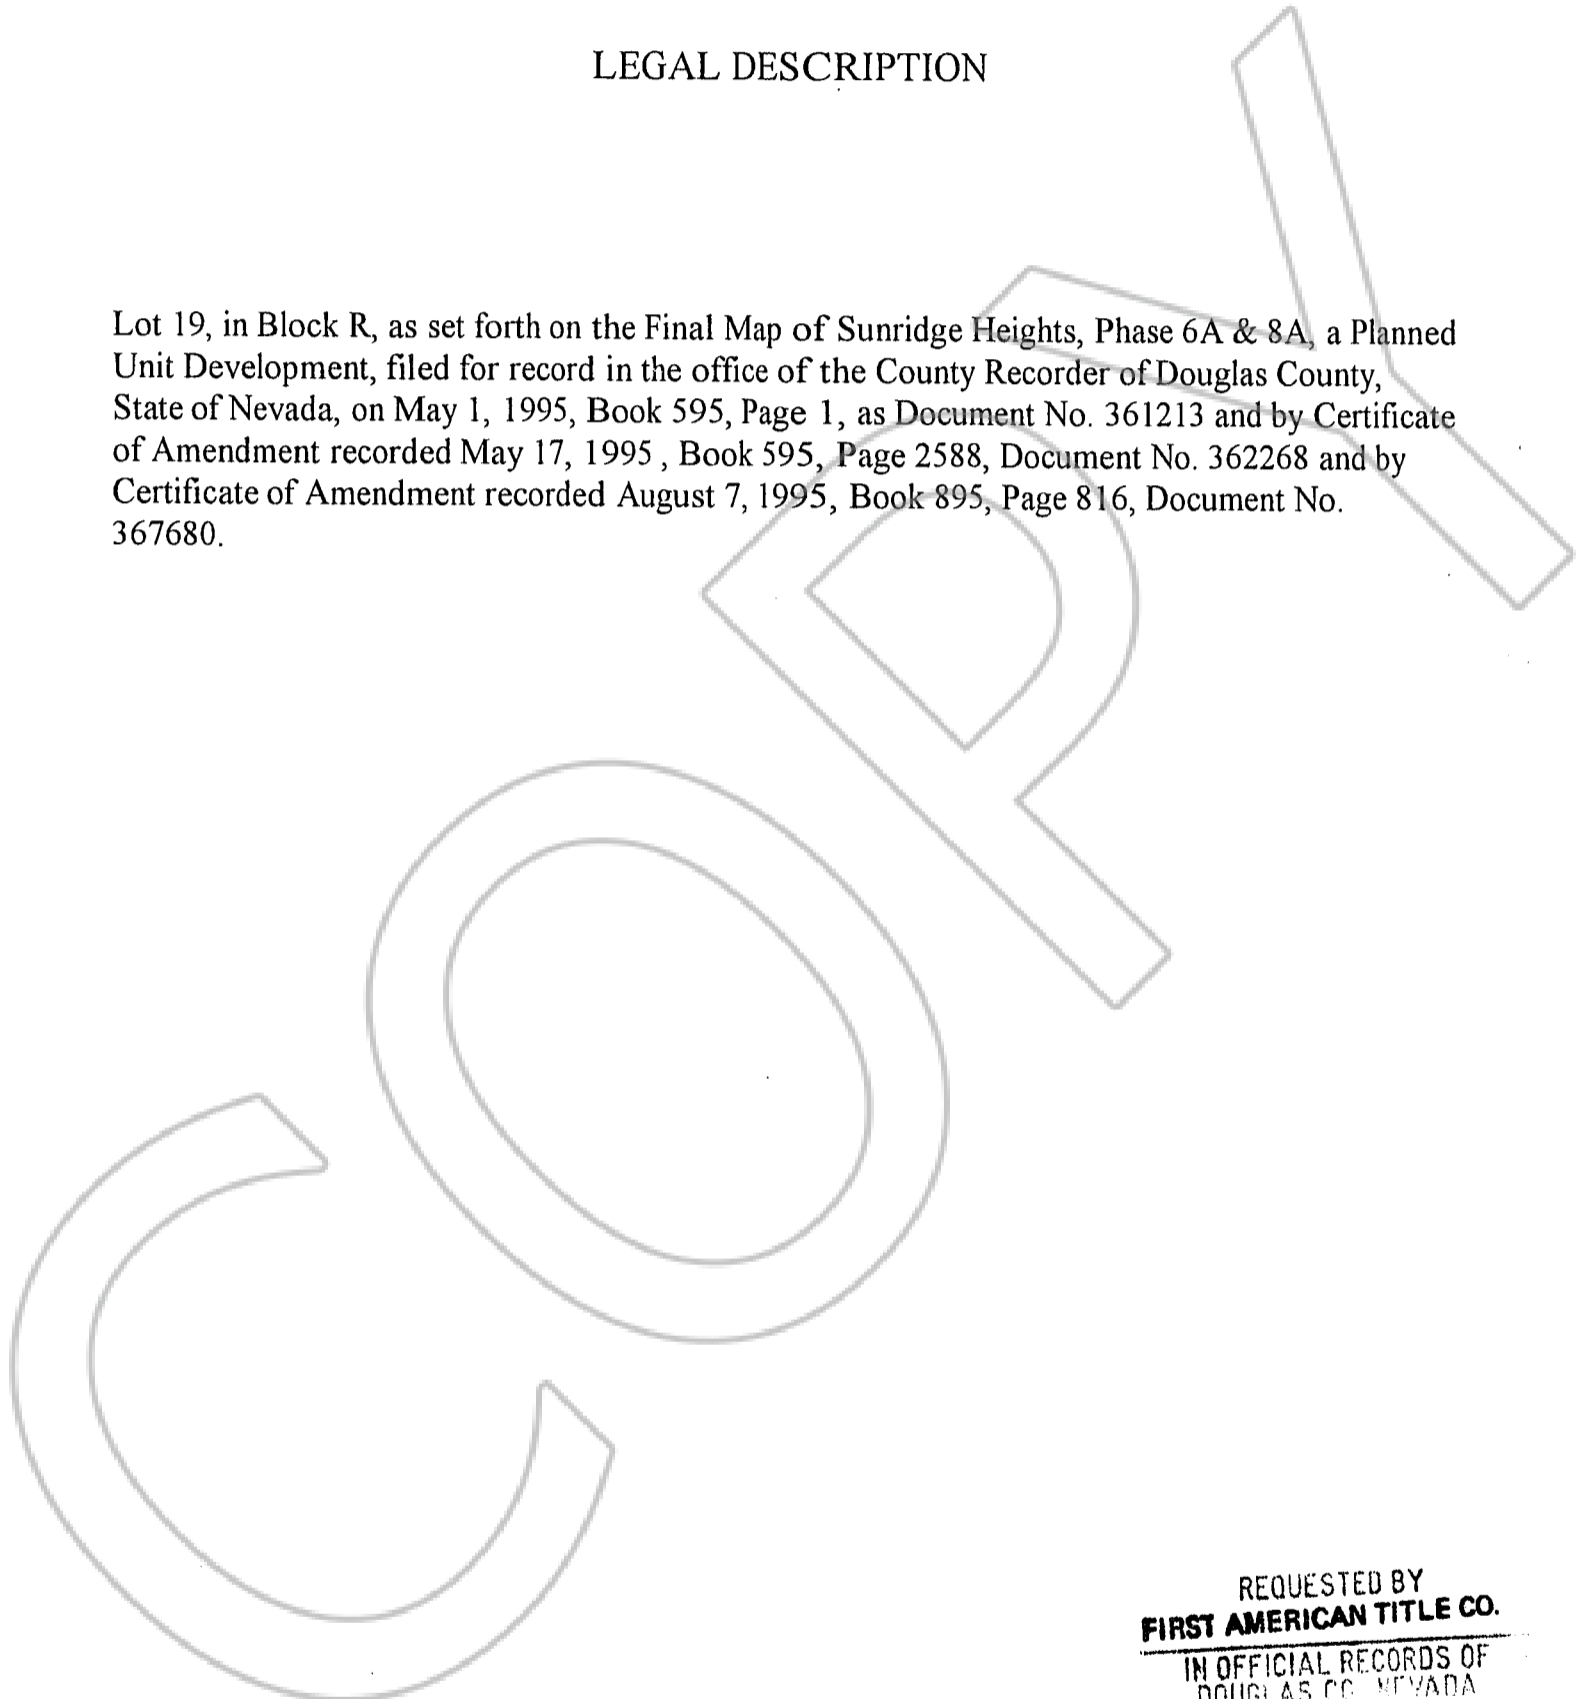 LEGAL DESCRIPTION
Lot 19, in Block R, as set forth on the Final Map of Sunridge Heights, Phase 6A & 8A, a Planned
Unit Development, filed for record in the office of the County Recorder of Douglas County,
State of Nevada, on May 1, 1995, Book 595, Page 1, as Document No. 361213 and by Certificate
of Amendment recorded May 17, 1995 , Book 595, Page 2588, Document No. 362268 and by
Certificate of Amendment recorded August 7, 1995, Book 895, Page 816, Document No.
367680.
COPY
REQUESTED BY
FIRST AMERICAN TITLE CO.
IN OFFICIAL RECORDS OF
DOUGLAS CO. NEVADA